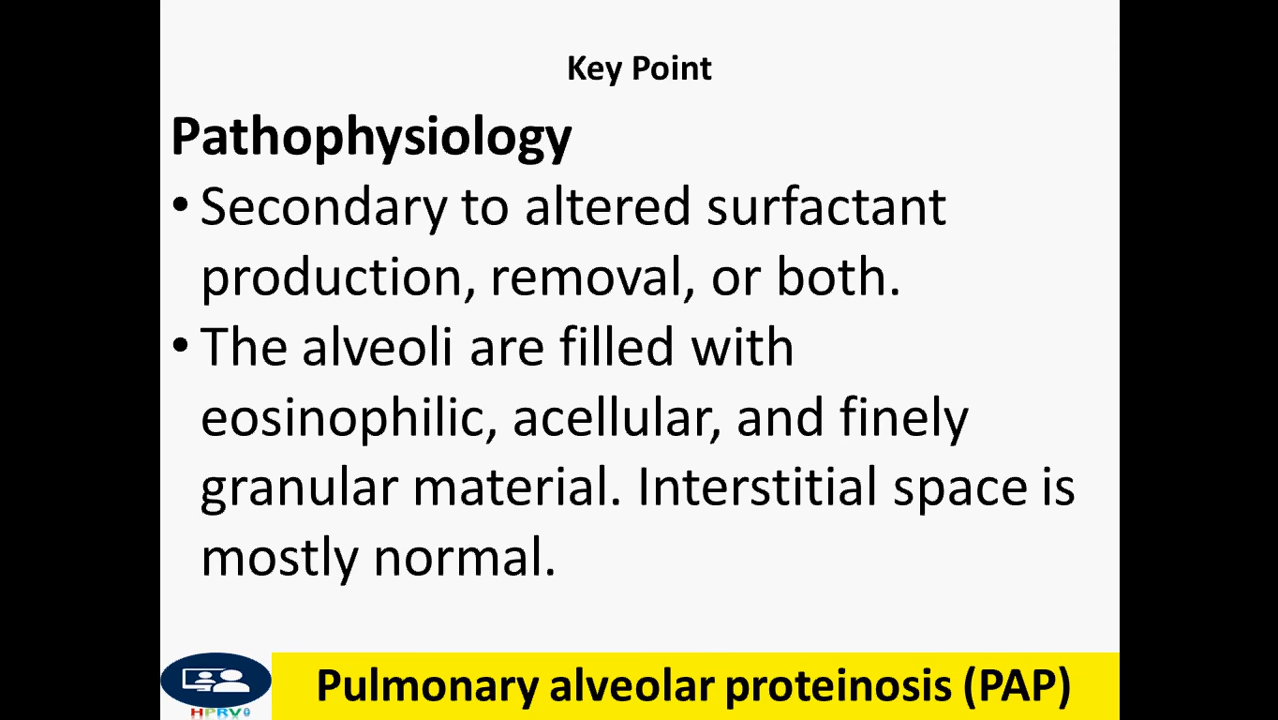 Key Point
Pathophysiology
• Secondary to altered surfactant
production, removal, or both.
• The alveoli are filled with
eosinophilic, acellular, and finely
granular material. Interstitial space is
mostly normal.
Pulmonary alveolar proteinosis (PAP)
HPRV